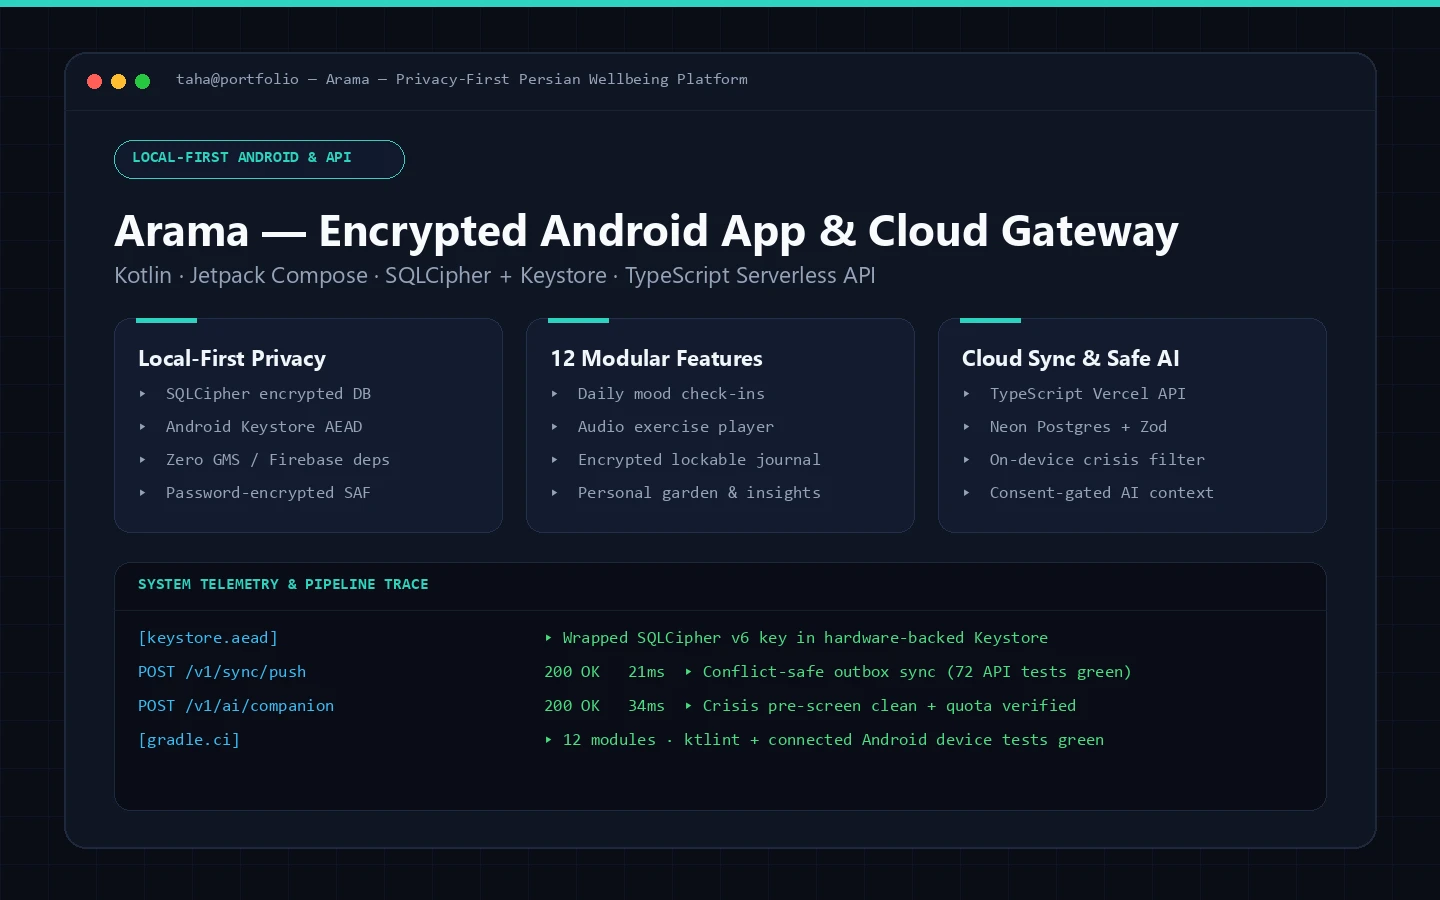 taha@portfolio — Arama — Privacy-First Persian Wellbeing Platform
LOCAL-FIRST ANDROID & API
Arama — Encrypted Android App & Cloud Gateway
Kotlin · Jetpack Compose · SQLCipher + Keystore · TypeScript Serverless API
Local-First Privacy
‣ SQLCipher encrypted DB
‣ Android Keystore AEAD
‣ Zero GMS / Firebase deps
‣ Password-encrypted SAF
12 Modular Features
‣ Daily mood check-ins
‣ Audio exercise player
‣ Encrypted lockable journal
‣ Personal garden & insights
Cloud Sync & Safe AI
‣ TypeScript Vercel API
‣ Neon Postgres + Zod
‣ On-device crisis filter
‣ Consent-gated AI context
SYSTEM TELEMETRY & PIPELINE TRACE
[keystore.aead] ‣ Wrapped SQLCipher v6 key in hardware-backed Keystore
POST /v1/sync/push 200 OK 21ms ‣ Conflict-safe outbox sync (72 API tests green)
POST /v1/ai/companion 200 OK 34ms ‣ Crisis pre-screen clean + quota verified
[gradle.ci] ‣ 12 modules · ktlint + connected Android device tests green